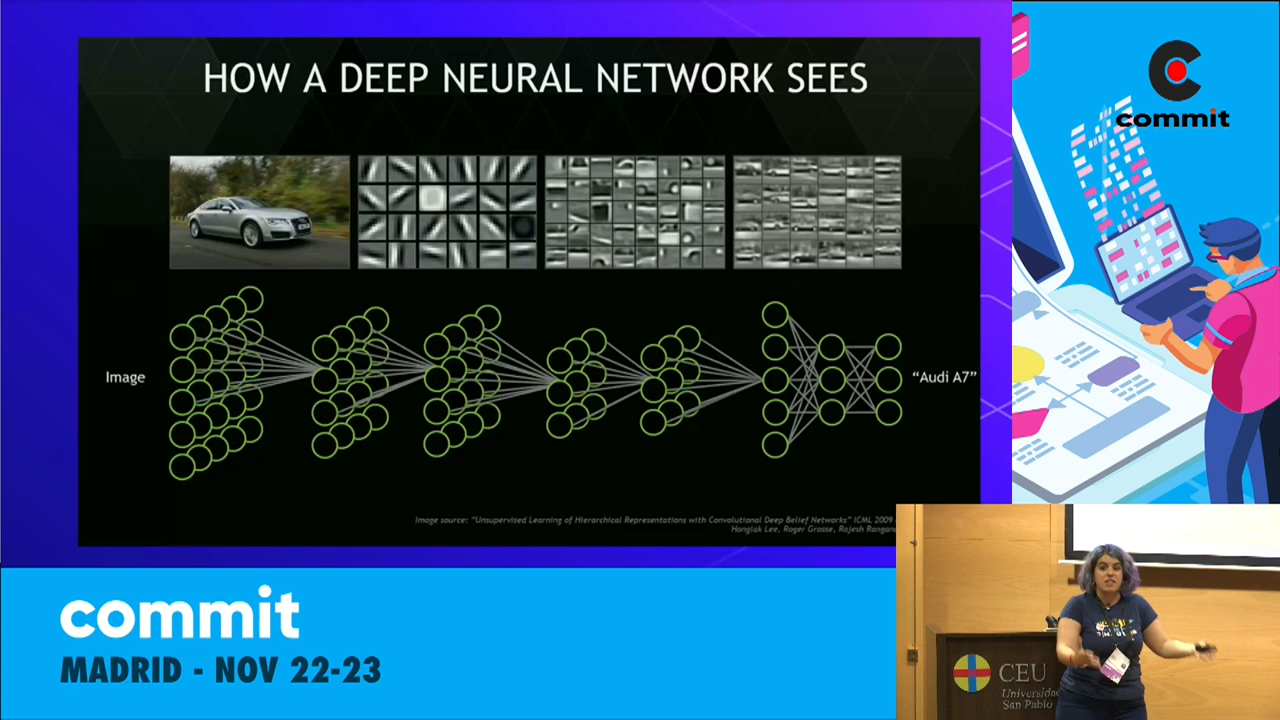 HOW A DEEP NEURAL NETWORK SEES
commit
Image
“Audi A7”
Image source: “Unsupervised Learning of Hierarchical Representations with Convolutional Deep Belief Networks” ICML 2009
Honglak Lee, Roger Grosse, Rajesh Rangan
commit
MADRID - NOV 22-23
CEU
Universidad
San Pablo